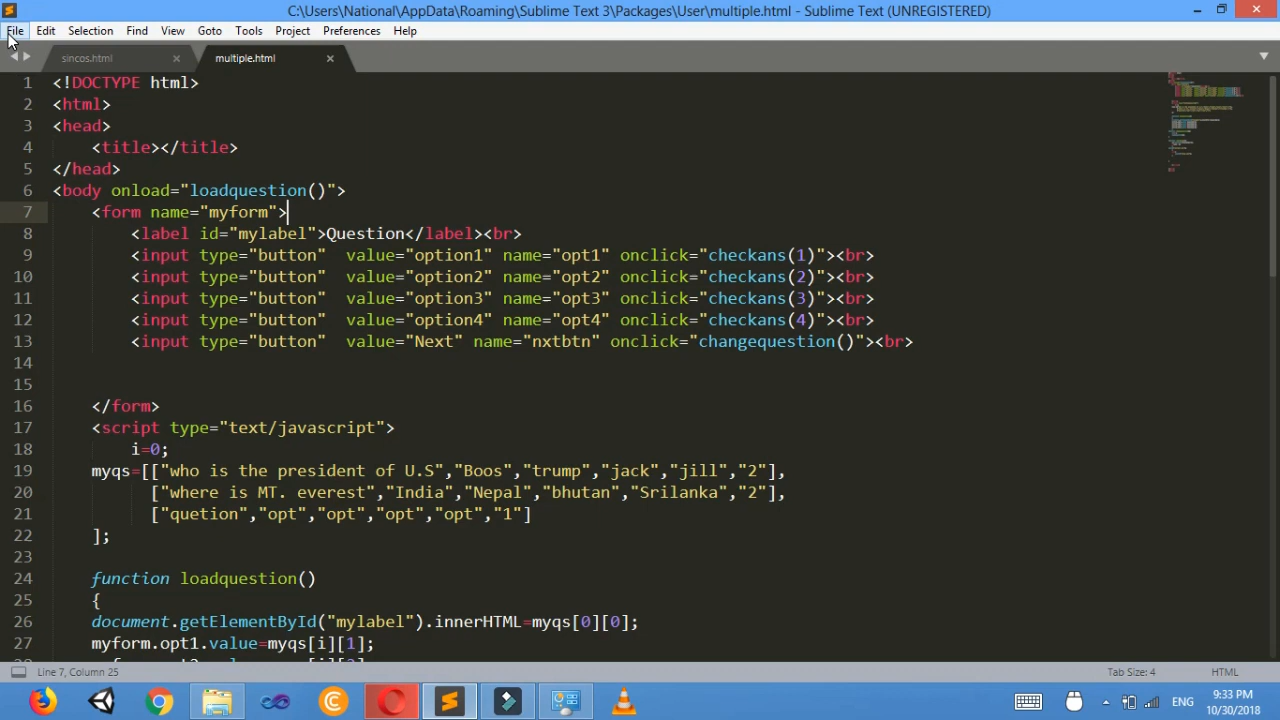 C:\Users\National\AppData\Roaming\Sublime Text 3\Packages\User\multiple.html - Sublime Text (UNREGISTERED)
File Edit Selection Find View Goto Tools Project Preferences Help
sincos.html multiple.html
1 <!DOCTYPE html>
2 <html>
3 <head>
4 <title></title>
5 </head>
6 <body onload="loadquestion()">
7 <form name="myform">
8 <label id="mylabel">Question</label><br>
9 <input type="button"  value="option1" name="opt1" onclick="checkans(1)"><br>
10 <input type="button"  value="option2" name="opt2" onclick="checkans(2)"><br>
11 <input type="button"  value="option3" name="opt3" onclick="checkans(3)"><br>
12 <input type="button"  value="option4" name="opt4" onclick="checkans(4)"><br>
13 <input type="button"  value="Next" name="nxtbtn" onclick="changequestion()"><br>
14
15
16 </form>
17 <script type="text/javascript">
18 i=0;
19 myqs=[["who is the president of U.S","Boos","trump","jack","jill","2"],
20 ["where is MT. everest","India","Nepal","bhutan","Srilanka","2"],
21 ["quetion","opt","opt","opt","opt","1"]
22 ];
23
24 function loadquestion()
25 {
26 document.getElementById("mylabel").innerHTML=myqs[0][0];
27 myform.opt1.value=myqs[i][1];
Line 7, Column 25 Tab Size: 4 HTML
ENG 9:33 PM
10/30/2018